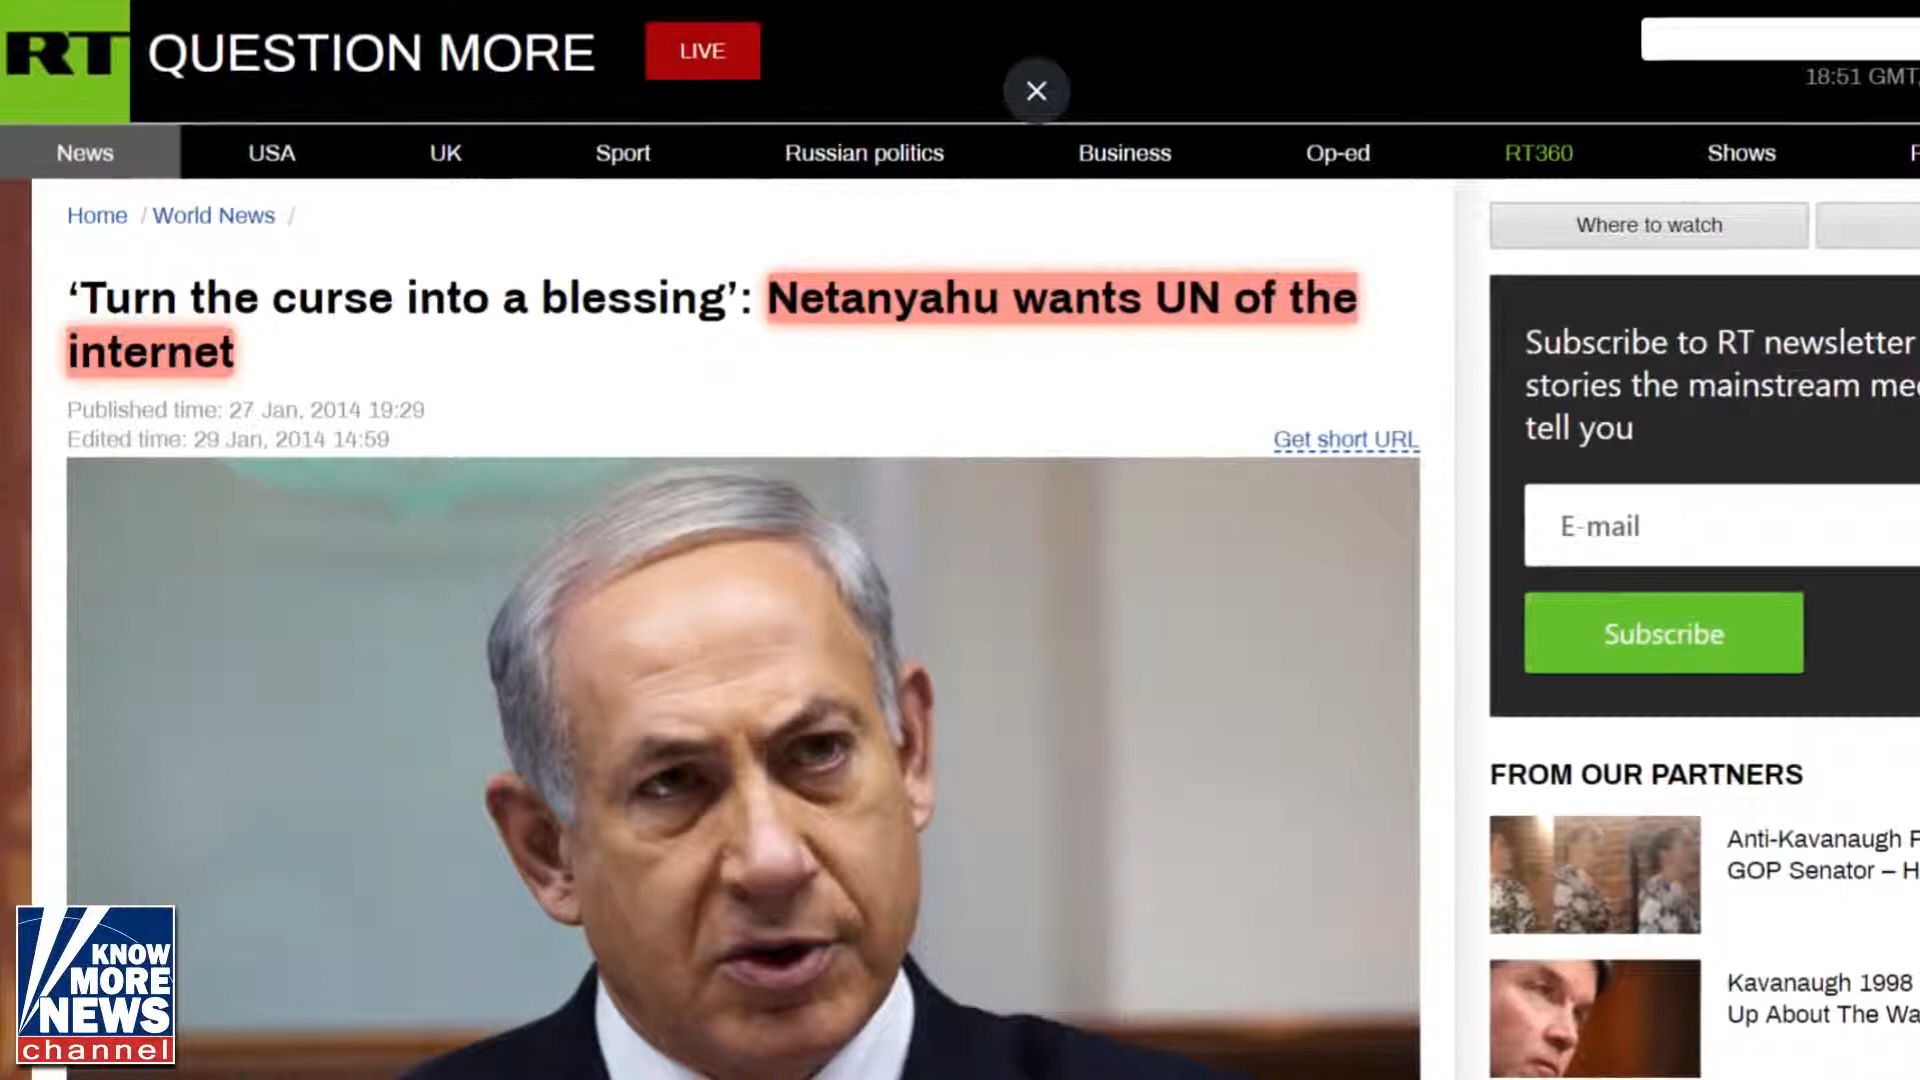 RT QUESTION MORE
LIVE
18:51 GMT,
News
USA
UK
Sport
Russian politics
Business
Op-ed
RT360
Shows
Home / World News /
Where to watch
‘Turn the curse into a blessing’: Netanyahu wants UN of the
internet
Published time: 27 Jan, 2014 19:29
Edited time: 29 Jan, 2014 14:59
Get short URL
Subscribe to RT newsletter
stories the mainstream me
tell you
E-mail
Subscribe
FROM OUR PARTNERS
Anti-Kavanaugh
GOP Senator – H
Kavanaugh 1998
Up About The Wa
KNOW
MORE
NEWS
channel